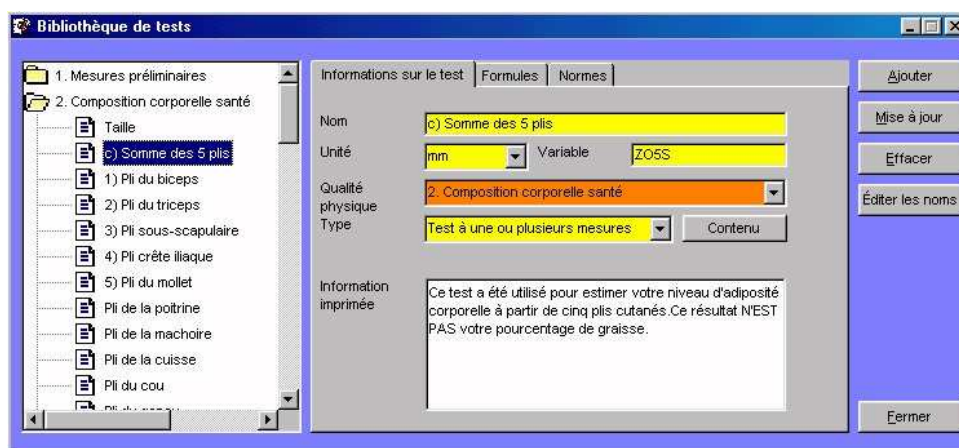 Bibliothèque de tests
1. Mesures préliminaires
2. Composition corporelle santé
Taille
c) Somme des 5 plis
1) Pli du biceps
2) Pli du triceps
3) Pli sous-scapulaire
4) Pli crête iliaque
5) Pli du mollet
Pli de la poitrine
Pli de la machoire
Pli de la cuisse
Pli du cou
Informations sur le test Formules Normes
Nom c) Somme des 5 plis
Unité mm Variable ZO5S
Qualité physique 2. Composition corporelle santé
Type Test à une ou plusieurs mesures Contenu
Information imprimée
Ce test a été utilisé pour estimer votre niveau d'adiposité
corporelle à partir de cinq plis cutanés.Ce résultat N'EST
PAS votre pourcentage de graisse.
Ajouter
Mise à jour
Effacer
Éditer les noms
Fermer